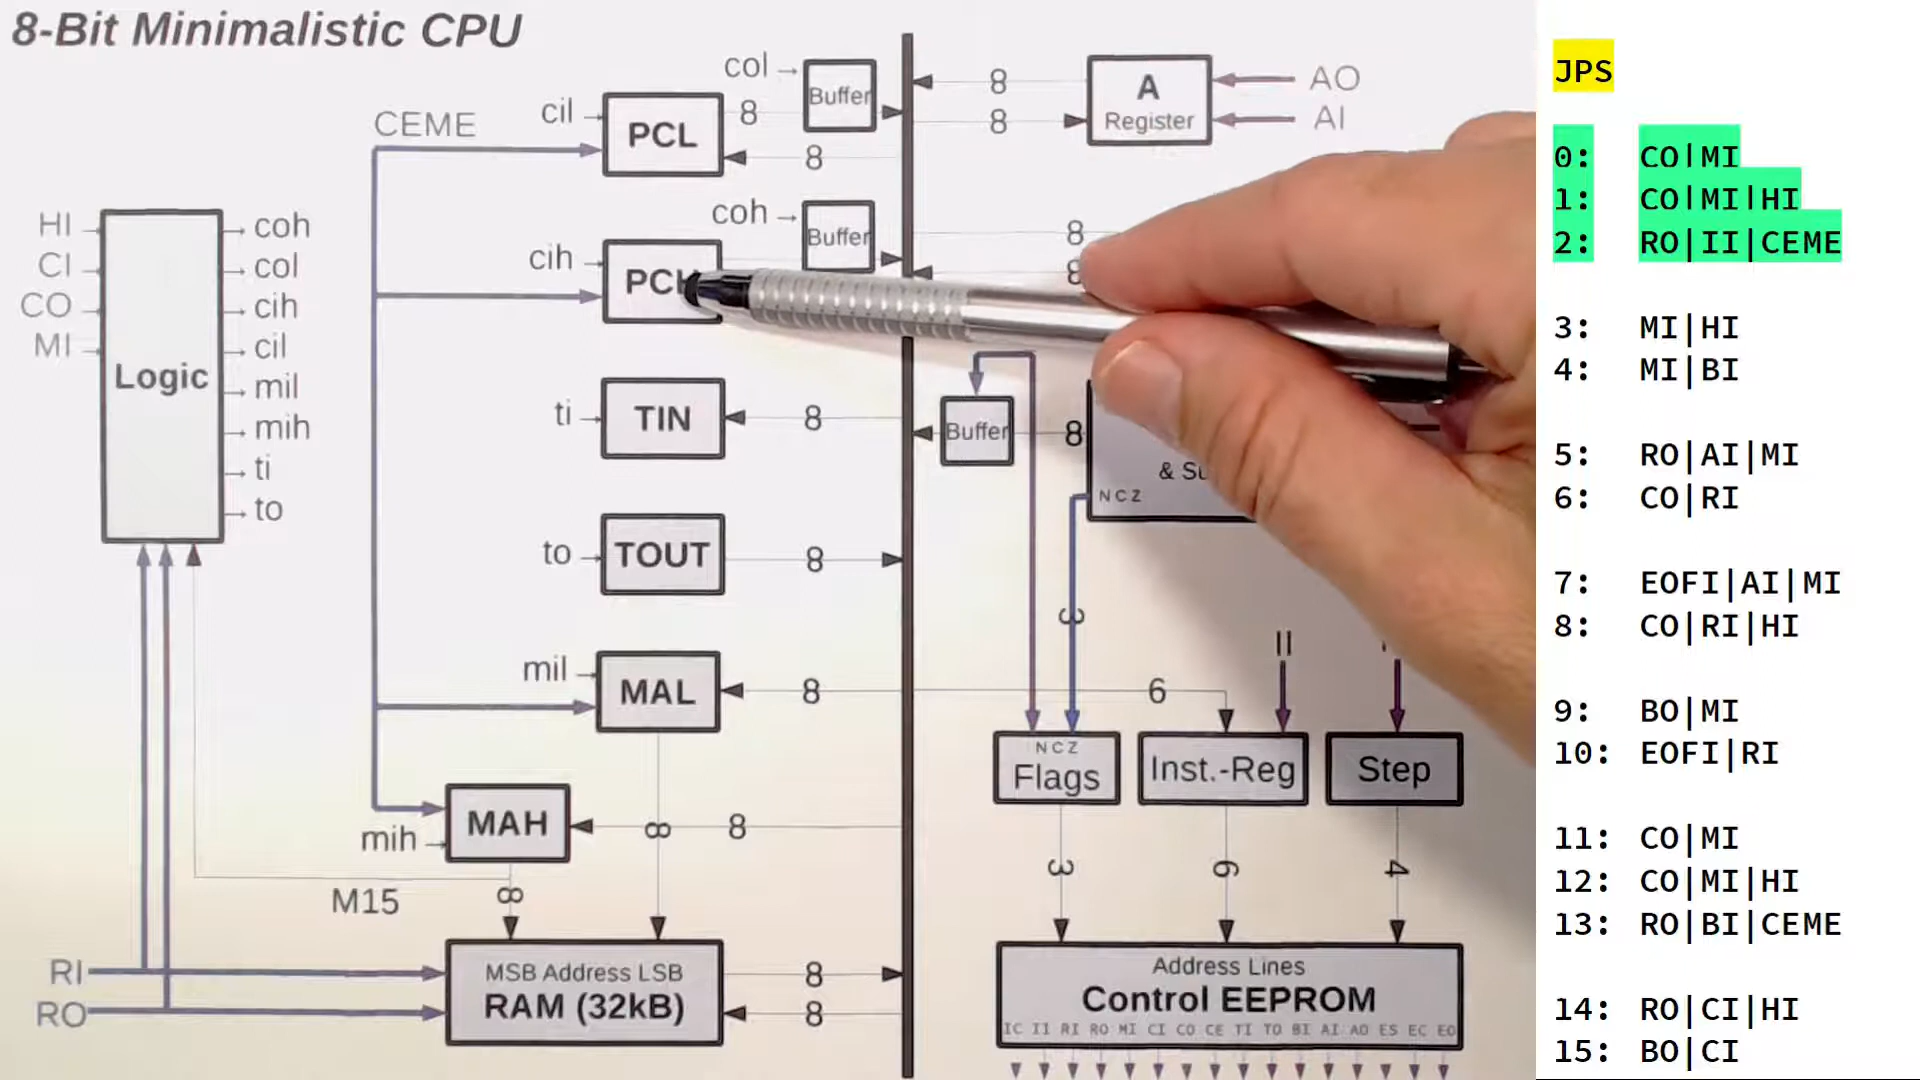 8-Bit Minimalistic CPU
CEME
cil
PCL
8
8
col
Buffer
coh
Buffer
cih
HI
CI
CO
MI
Logic
coh
col
cih
cil
mil
mih
ti
to
ti
TIN
8
to
TOUT
8
mil
MAL
8
mih
MAH
8
8
8
M15
RI
RO
MSB Address LSB
RAM (32kB)
8
8
8
8
A
Register
AO
AI
8
Buffer
8
N C Z
3
6
II
N C Z
Flags
Inst.-Reg
Step
3
6
4
Address Lines
Control EEPROM
IC II RI RO MI CI CO CE TI TO BI AI AO ES EC EO
JPS
0: CO|MI
1: CO|MI|HI
2: RO|II|CEME
3: MI|HI
4: MI|BI
5: RO|AI|MI
6: CO|RI
7: EOFI|AI|MI
8: CO|RI|HI
9: BO|MI
10: EOFI|RI
11: CO|MI
12: CO|MI|HI
13: RO|BI|CEME
14: RO|CI|HI
15: BO|CI